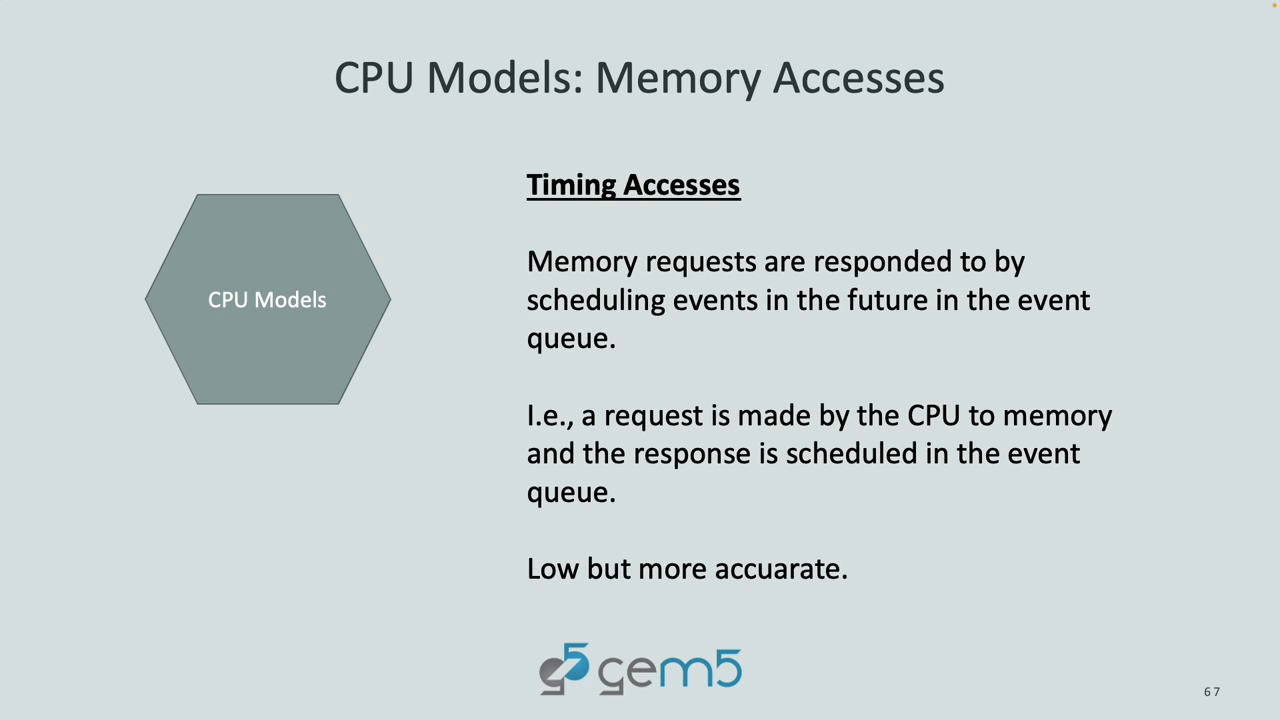 CPU Models: Memory Accesses
CPU Models
Timing Accesses
Memory requests are responded to by
scheduling events in the future in the event
queue.
I.e., a request is made by the CPU to memory
and the response is scheduled in the event
queue.
Low but more accuarate.
g5 gem5
67